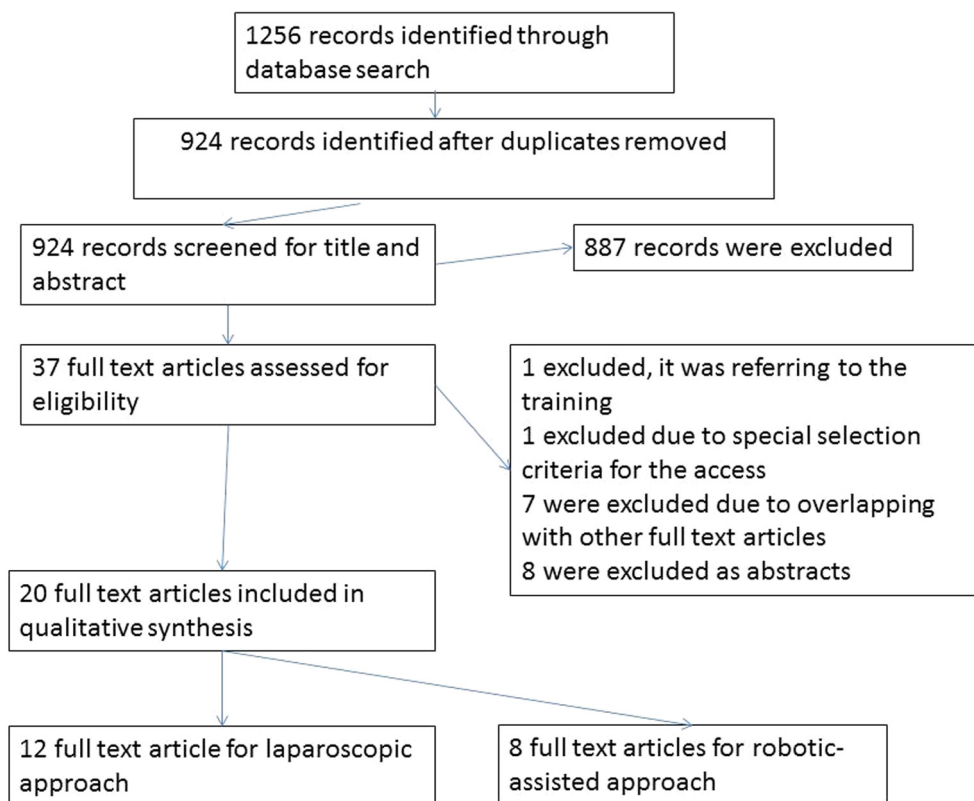 1256 records identified through
database search
924 records identified after duplicates removed
924 records screened for title and
abstract
887 records were excluded
37 full text articles assessed for
eligibility
1 excluded, it was referring to the
training
1 excluded due to special selection
criteria for the access
7 were excluded due to overlapping
with other full text articles
8 were excluded as abstracts
20 full text articles included in
qualitative synthesis
12 full text article for laparoscopic
approach
8 full text articles for robotic-
assisted approach